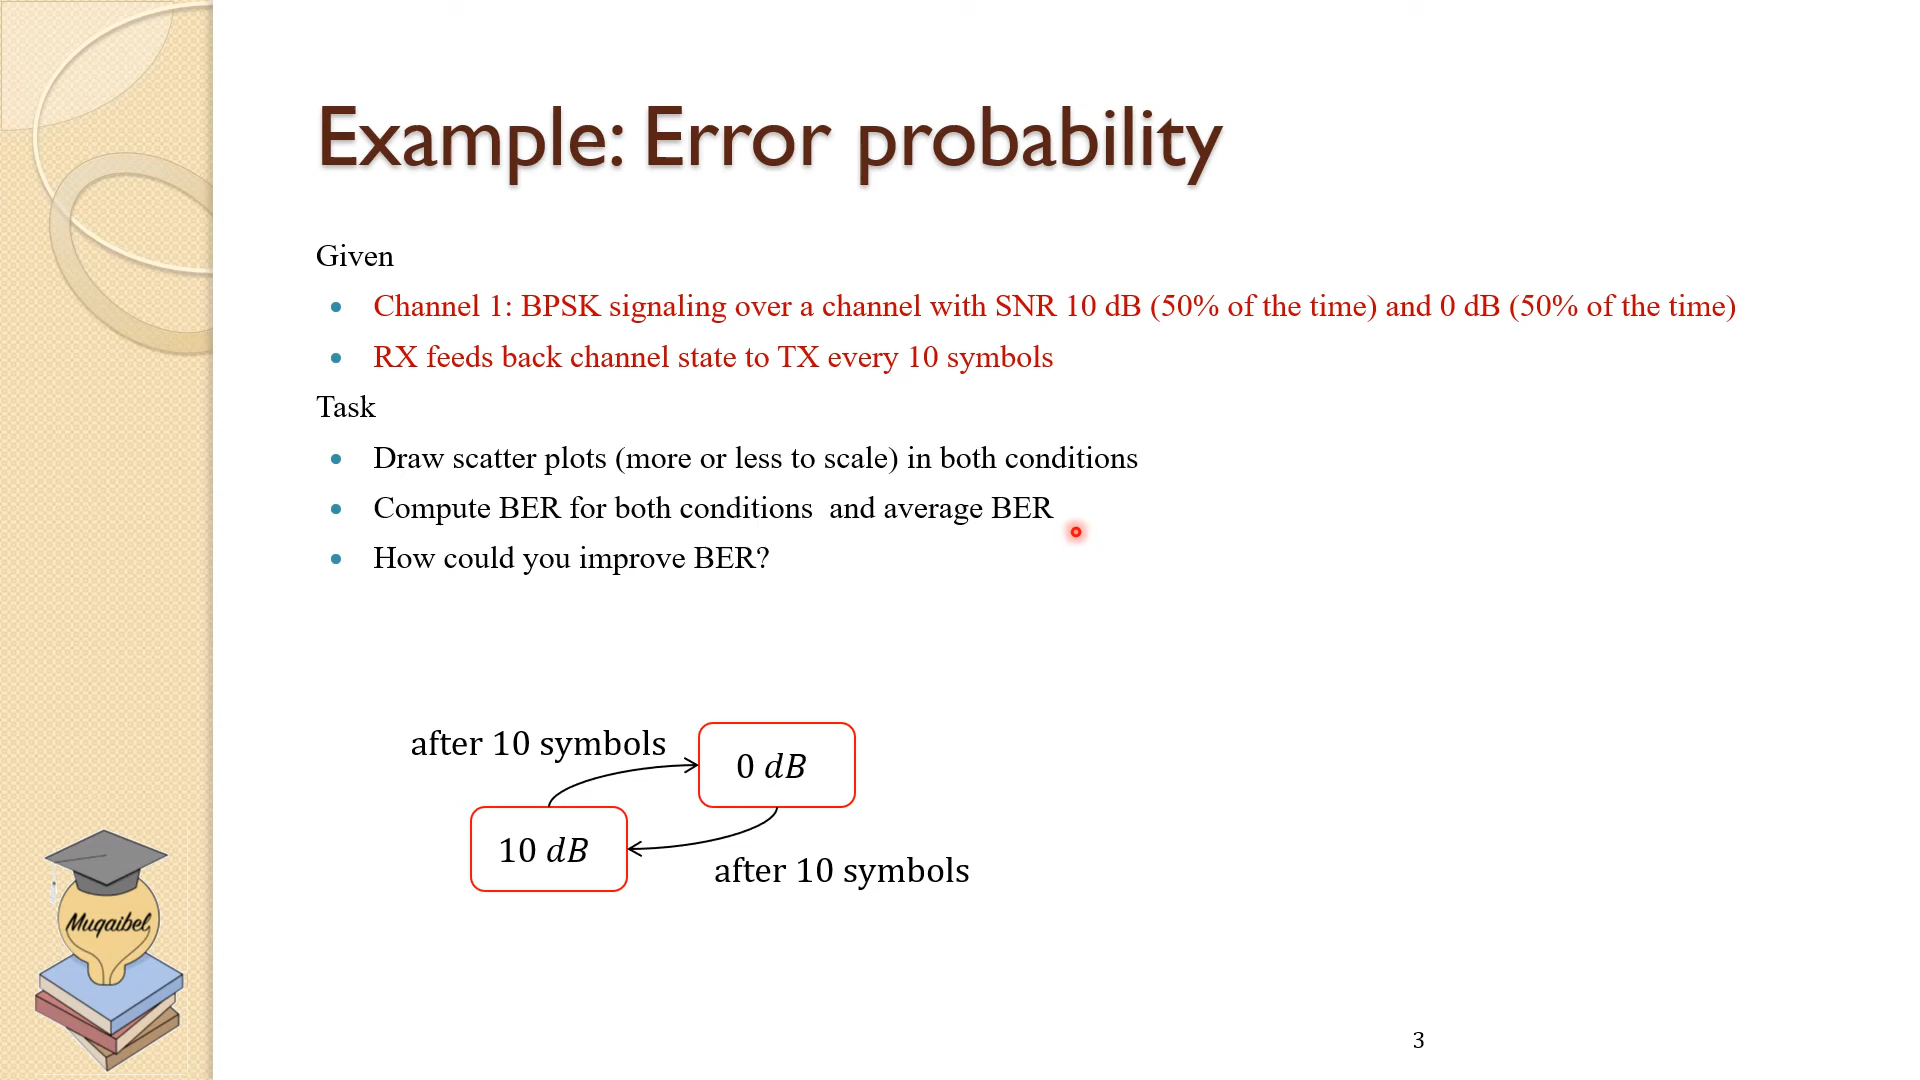 Example: Error probability
Given
• Channel 1: BPSK signaling over a channel with SNR 10 dB (50% of the time) and 0 dB (50% of the time)
• RX feeds back channel state to TX every 10 symbols
Task
• Draw scatter plots (more or less to scale) in both conditions
• Compute BER for both conditions  and average BER
• How could you improve BER?
after 10 symbols
0 dB
10 dB
after 10 symbols
Muqaibel
3